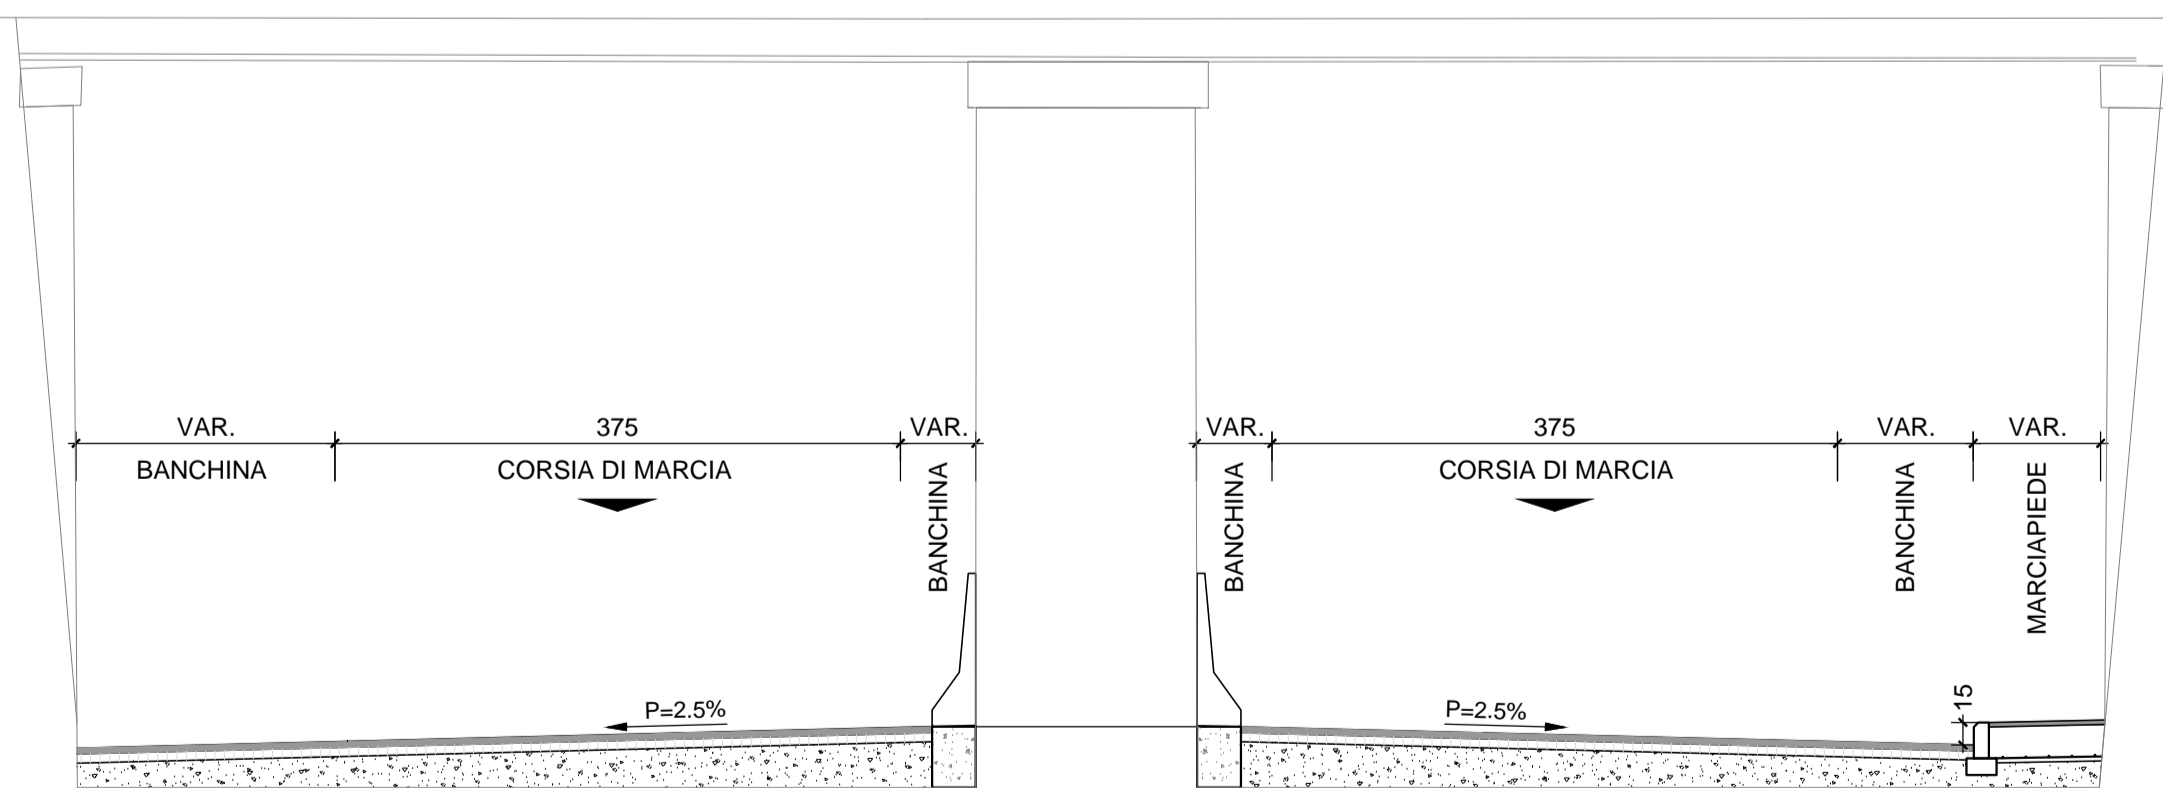 VAR. 375 VAR. VAR. 375 VAR. VAR.
BANCHINA CORSIA DI MARCIA BANCHINA BANCHINA CORSIA DI MARCIA BANCHINA MARCIAPIEDE
P=2.5% P=2.5% 15